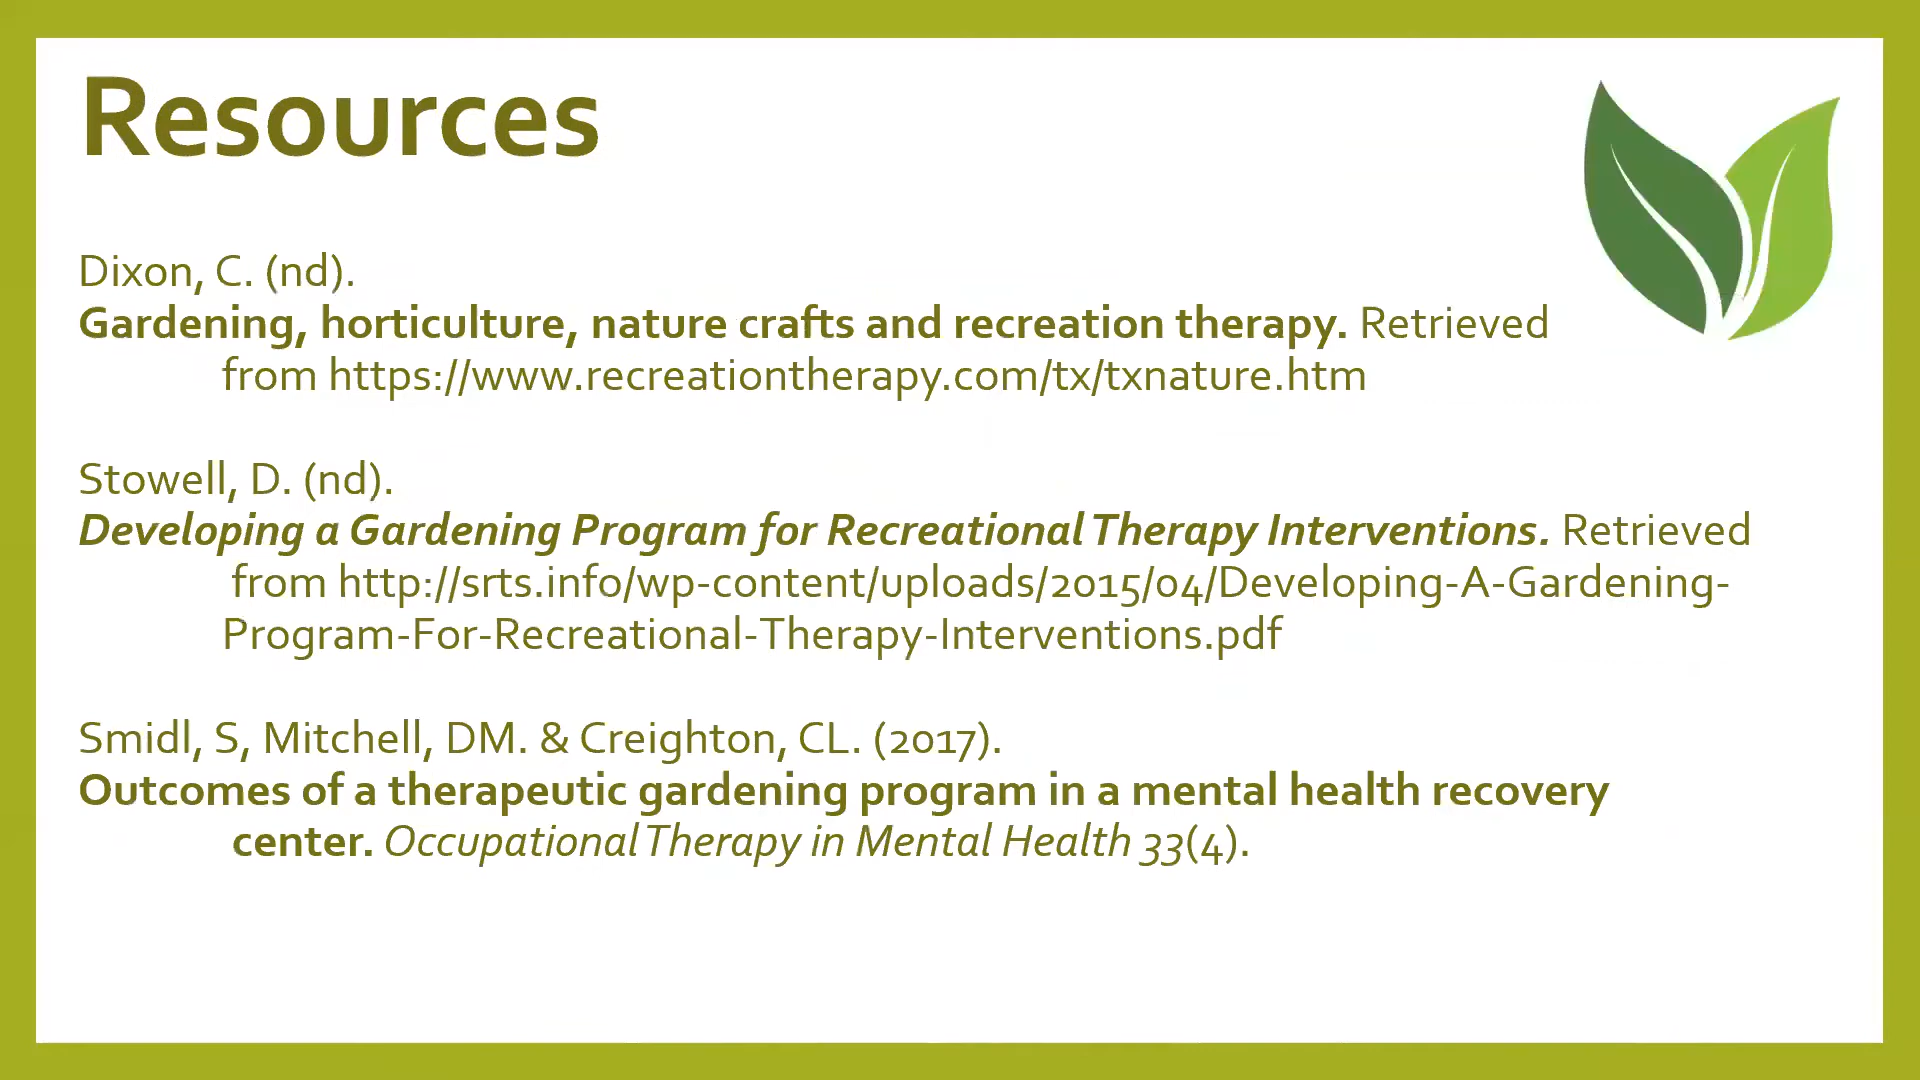 Resources
Dixon, C. (nd).
Gardening, horticulture, nature crafts and recreation therapy. Retrieved
from https://www.recreationtherapy.com/tx/txnature.htm
Stowell, D. (nd).
Developing a Gardening Program for Recreational Therapy Interventions. Retrieved
from http://srts.info/wp-content/uploads/2015/04/Developing-A-Gardening-
Program-For-Recreational-Therapy-Interventions.pdf
Smidl, S, Mitchell, DM. & Creighton, CL. (2017).
Outcomes of a therapeutic gardening program in a mental health recovery
center. Occupational Therapy in Mental Health 33(4).